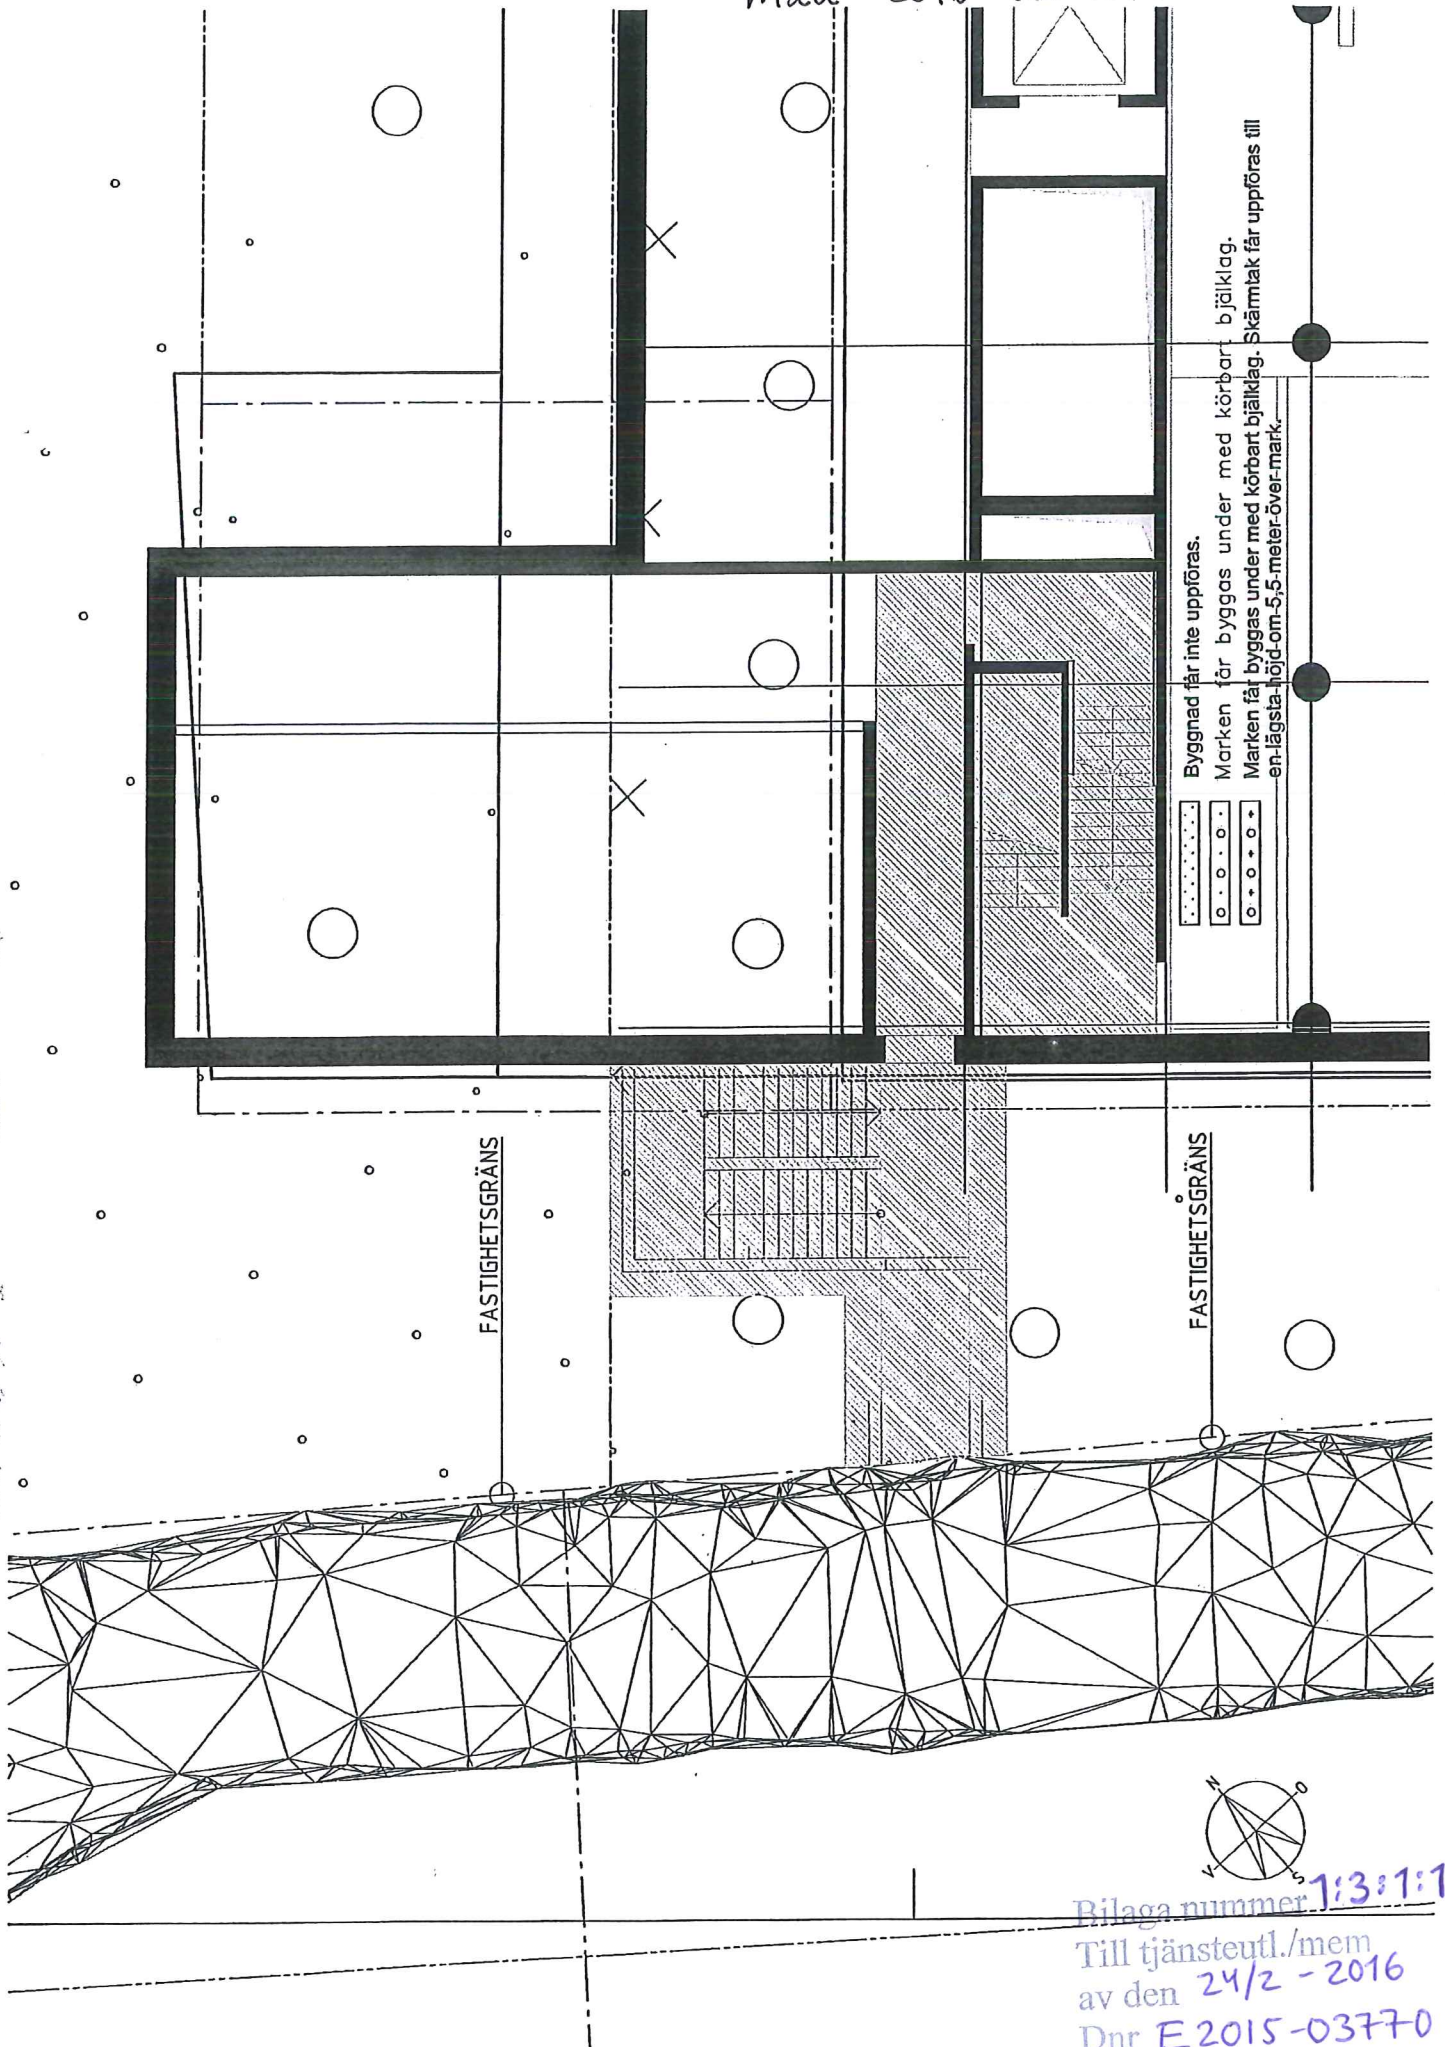 Byggnad får inte uppföras.
Marken får byggas under med körbart bjälklag.
Marken får byggas under med körbart bjälklag. Skärmtak får uppföras till
en lägsta höjd om 5,5 meter över mark.
FASTIGHETSGRÄNS
FASTIGHETSGRÄNS
N
O
V
S
Bilaga nummer 1:3:1:1
Till tjänsteutl./mem
av den 24/2 - 2016
Dnr E2015-03770